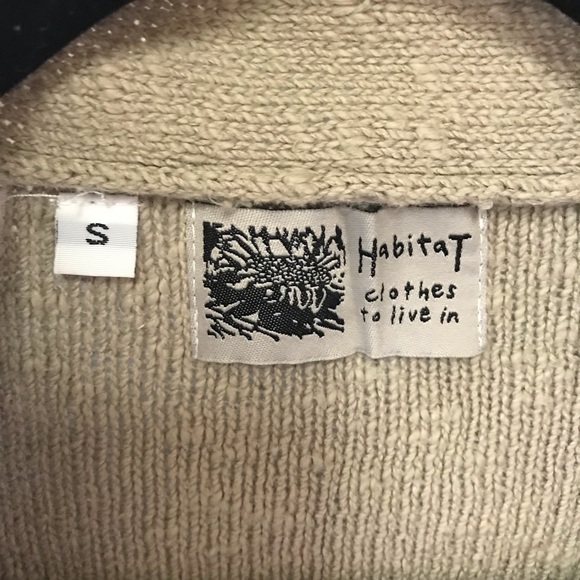 S
HabitaT
clothes
to live in